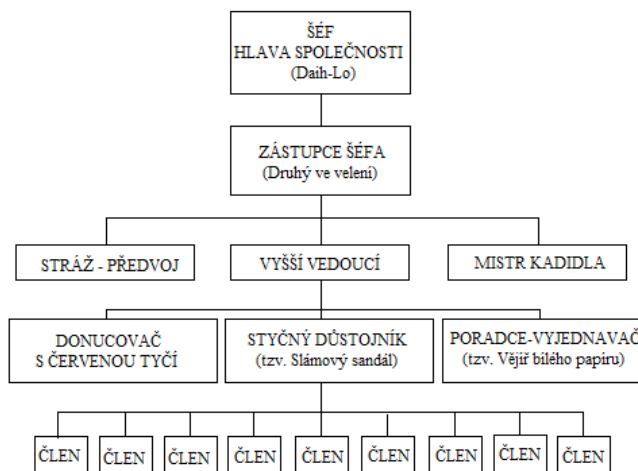 ŠÉF
HLAVA SPOLEČNOSTI
(Daih-Lo)
ZÁSTUPCE ŠÉFA
(Druhý ve velení)
STRÁŽ - PŘEDVOJ
VYŠŠÍ VEDOUCÍ
MISTR KADIDLA
DONUCOVAČ
S ČERVENOU TYČÍ
STYČNÝ DŮSTOJNÍK
(tzv. Slámový sandál)
PORADCE-VYJEDNAVAČ
(tzv. Vějíř bílého papíru)
ČLEN
ČLEN
ČLEN
ČLEN
ČLEN
ČLEN
ČLEN
ČLEN
ČLEN